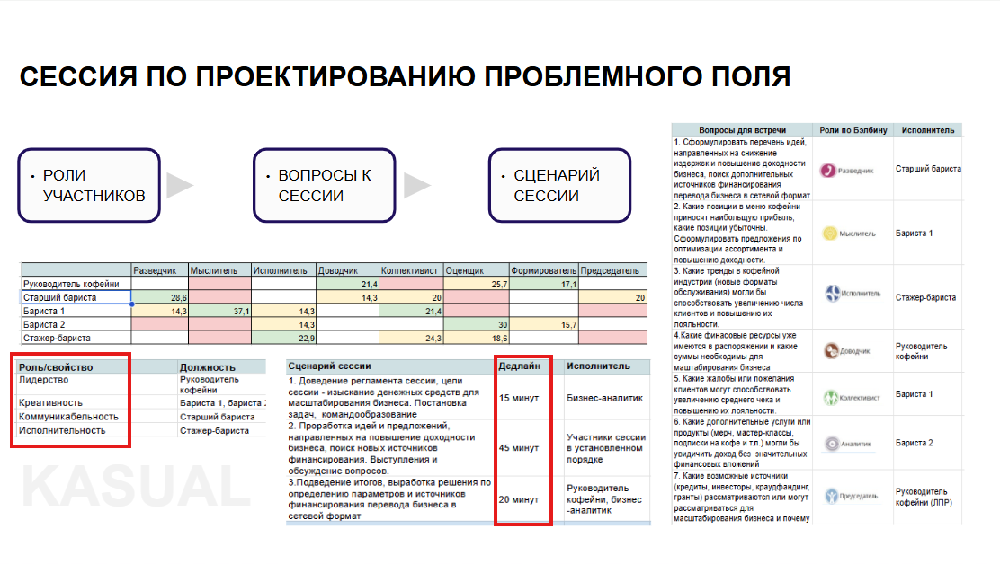 СЕССИЯ ПО ПРОЕКТИРОВАНИЮ ПРОБЛЕМНОГО ПОЛЯ
• РОЛИ
УЧАСТНИКОВ
• ВОПРОСЫ К
СЕССИИ
• СЦЕНАРИЙ
СЕССИИ
Разведчик Мыслитель Исполнитель Доводчик Коллективист Оценщик Формирователь Председатель
Руководитель кофейни 21,4 25,7 17,1
Старший бариста 28,6 14,3 20 20
Бариста 1 14,3 37,1 14,3 21,4
Бариста 2 14,3 30 15,7
Стажер-бариста 22,9 24,3 18,6
Роль/свойство Должность
Лидерство Руководитель
кофейни
Креативность Бариста 1, бариста 2
Коммуникабельность Старший бариста
Исполнительность Стажер-бариста
KASUAL
Сценарий сессии Дедлайн Исполнитель
1. Доведение регламента сессии, цели
сессии - изыскание денежных средств для
масштабирования бизнеса. Постановка
задач, командообразование
15 минут
Бизнес-аналитик
2. Проработка идей и предложений,
направленных на повышение доходности
бизнеса, поиск новых источников
финансирования. Выступления и
обсуждение вопросов.
45 минут
Участники сессии
в установленном
порядке
3.Подведение итогов, выработка решения по
определению параметров и источников
финансирования перевода бизнеса в
сетевой формат
20 минут
Руководитель
кофейни, бизнес
-аналитик
Вопросы для встречи Роли по Бэлбину Исполнитель
1. Сформулировать перечень идей,
направленных на снижение
издержек и повышение доходности
бизнеса, поиск дополнительных
источников финансирования
перевода бизнеса в сетевой формат
Разведчик
Старший бариста
2. Какие позиции в меню кофейни
приносят наибольщую прибыль,
какие позиции убыточны.
Сформулировать предложения по
оптимизации ассортимента и
повышению доходности.
Мыслитель
Бариста 1
3. Какие тренды в кофейной
индустрии (новые форматы
обслуживания) могли бы
способствовать увеличению числа
клиентов и повышению их
лояльности.
Исполнитель
Стажер-бариста
4.Какие финасовые ресурсы уже
имеются в распоряжении и какие
суммы необходимы для
маштабирования бизнеса
Доводчик
Руководитель
кофейни
5. Какие жалобы или пожелания
клиентов могут способствовать
увеличению среднего чека и
повышению их лояльности.
Коллективист
Бариста 1
6. Какие дополнительные услуги или
продукты (мерч, мастер-классы,
подписки на кофе и т.п.) могли бы
увидичить доход без значительных
финансовых вложений
Аналитик
Бариста 2
7. Какие возможные источники
(кредиты, инвесторы, краудфандинг,
гранты) рассматриваются или могут
рассматриваться для
масштабирования бизнеса и почему
Председатель
Руководитель
кофейни (ЛПР)